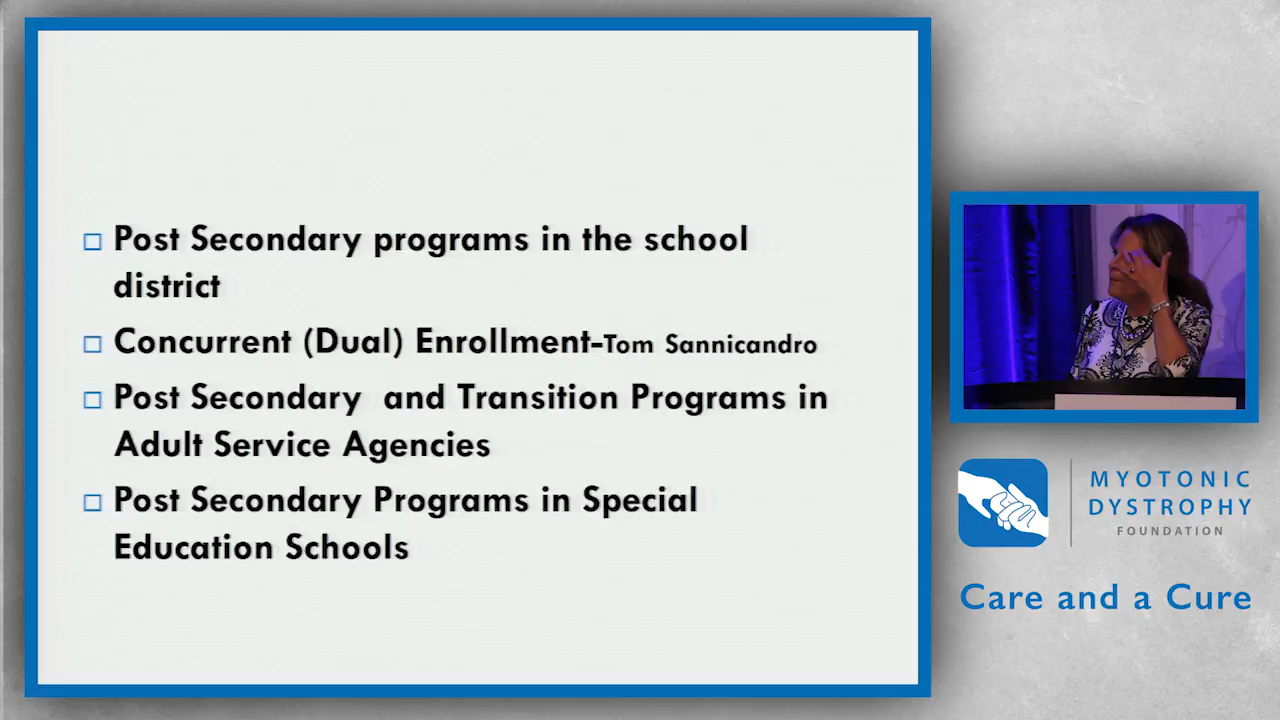 Post Secondary programs in the school
district
Concurrent (Dual) Enrollment-Tom Sannicandro
Post Secondary and Transition Programs in
Adult Service Agencies
Post Secondary Programs in Special
Education Schools
MYOTONIC
DYSTROPHY
FOUNDATION
Care and a Cure